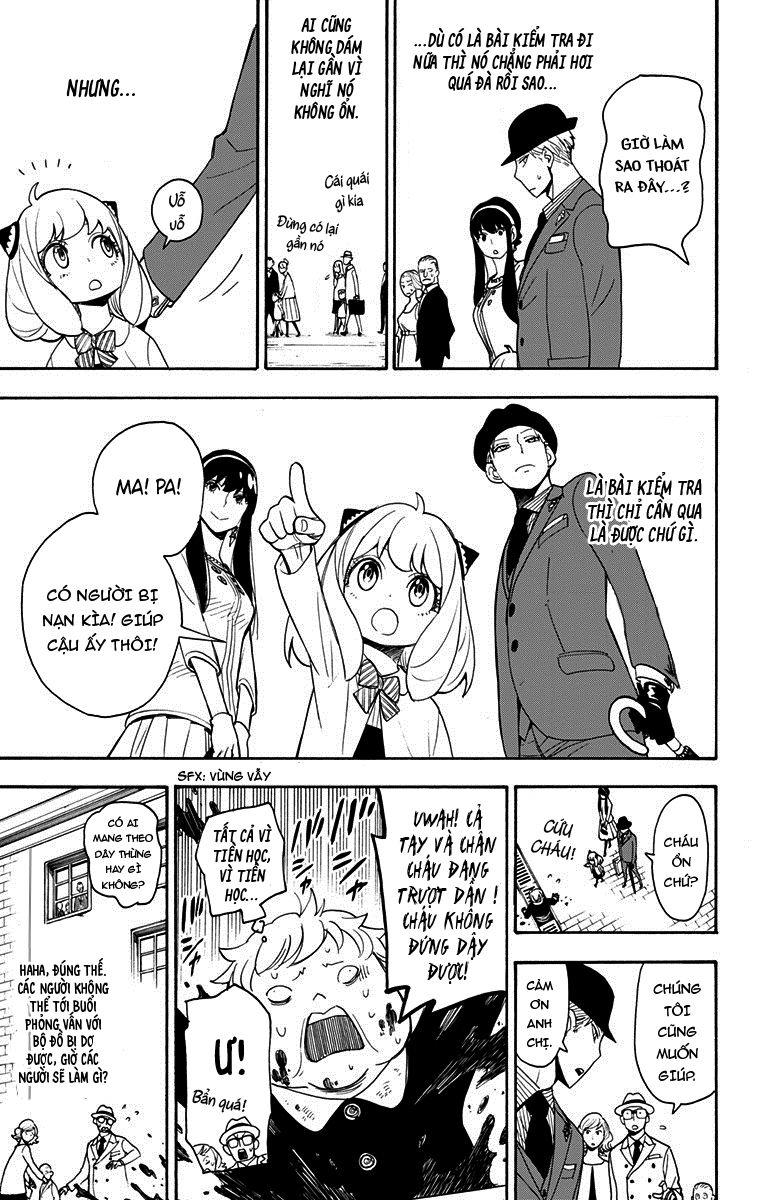 ...DÙ CÓ LÀ BÀI KIỂM TRA ĐI
NỮA THÌ NÓ CHẲNG PHẢI HƠI
QUÁ ĐÀ RỒI SAO...
GIỜ LÀM
SAO THOÁT
RA ĐÂY...?
AI CŨNG
KHÔNG DÁM
LẠI GẦN VÌ
NGHĨ NÓ
KHÔNG ỔN.
Cái quái
gì kia
Đừng có lại
gần nó
NHƯNG...
UỖ
UỖ
LÀ BÀI KIỂM TRA
THÌ CHỈ CẦN QUA
LÀ ĐƯỢC CHỨ GÌ.
MA! PA!
CÓ NGƯỜI BỊ
NẠN KÌA! GIÚP
CẬU ẤY THÔI!
CHÁU
ỔN
CHỨ?
CỨU
CHÁU!
CHÚNG
TÔI
CŨNG
MUỐN
GIÚP.
CẢM
ƠN
ANH
CHỊ.
SFX: VÙNG VẪY
UWAH! CẢ
TAY VÀ CHÂN
CHÁU ĐANG
TRƯỢT DẦN !
CHÁU KHÔNG
ĐỨNG DẬY
ĐƯỢC!
TẤT CẢ VÌ
TIỀN HỌC,
VÌ TIỀN
HỌC...
Ư!
Bẩn quá!
CÓ AI
MANG THEO
DÂY THỪNG
HAY GÌ
KHÔNG?
HAHA, ĐÚNG THẾ.
CÁC NGƯỜI KHÔNG
THỂ TỚI BUỔI
PHỎNG VẤN VỚI
BỘ ĐỒ BỊ DƠ
ĐƯỢC, GIỜ CÁC
NGƯỜI SẼ LÀM GÌ?